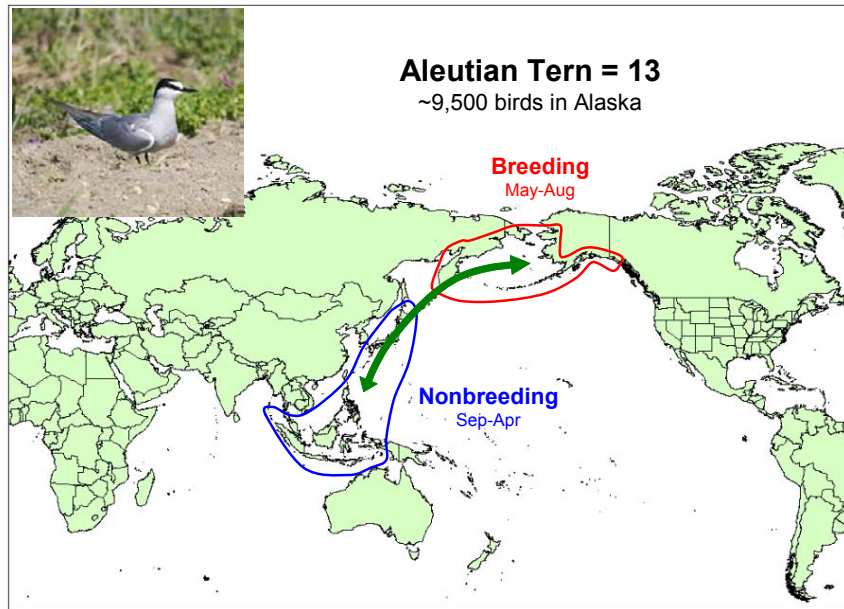 Aleutian Tern = 13
~9,500 birds in Alaska
Breeding
May-Aug
Nonbreeding
Sep-Apr